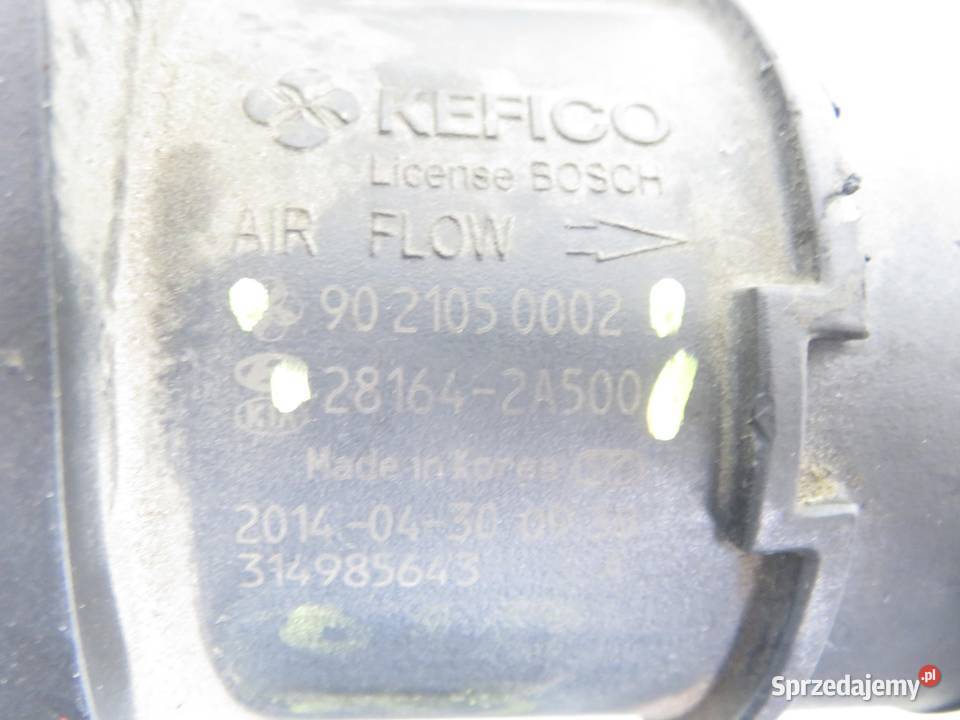 KEFICO
License BOSCH
AIR FLOW
90 2105 0002
28164-2A500
KIA
Made in Korea
2014-04-30
314985643
Sprzedajemy.pl